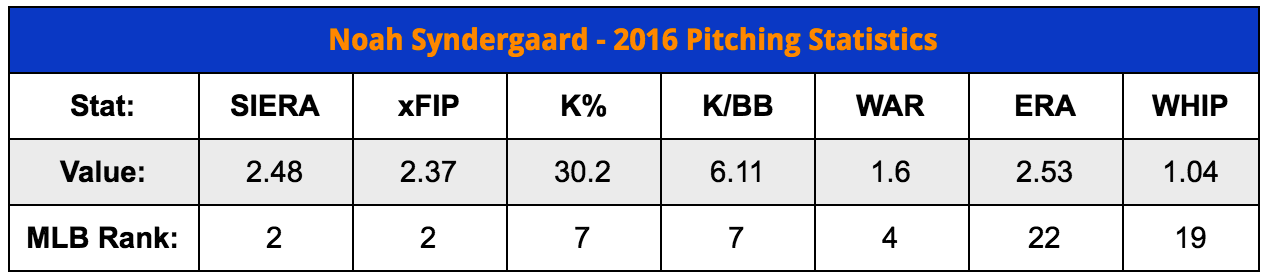 Noah Syndergaard - 2016 Pitching Statistics
Stat: SIERA xFIP K% K/BB WAR ERA WHIP
Value: 2.48 2.37 30.2 6.11 1.6 2.53 1.04
MLB Rank: 2 2 7 7 4 22 19